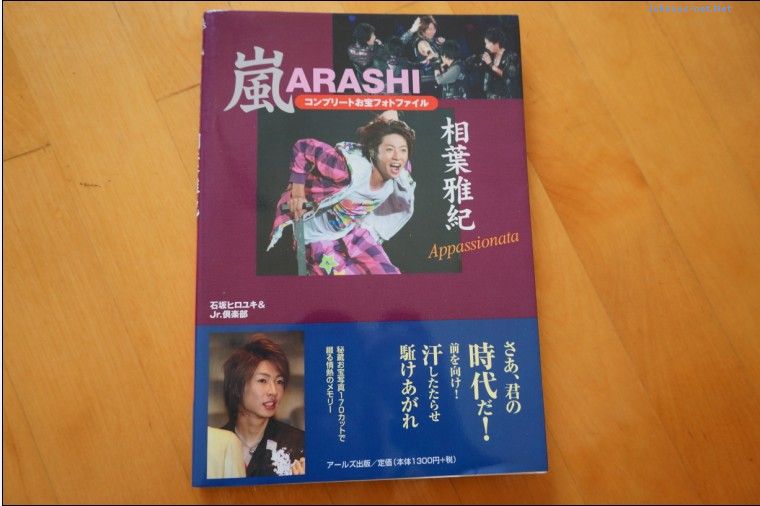 嵐ARASHI
コンプリートお宝フォトファイル
相葉雅紀
Appassionata
石坂ヒロユキ&
Jr.倶楽部
さあ、君の
時代だ!
前を向け!
汗したたらせ
駈けあがれ
秘蔵お宝写真170カットで
綴る情熱のメモリー
アールズ出版/定価(本体1300円+税)